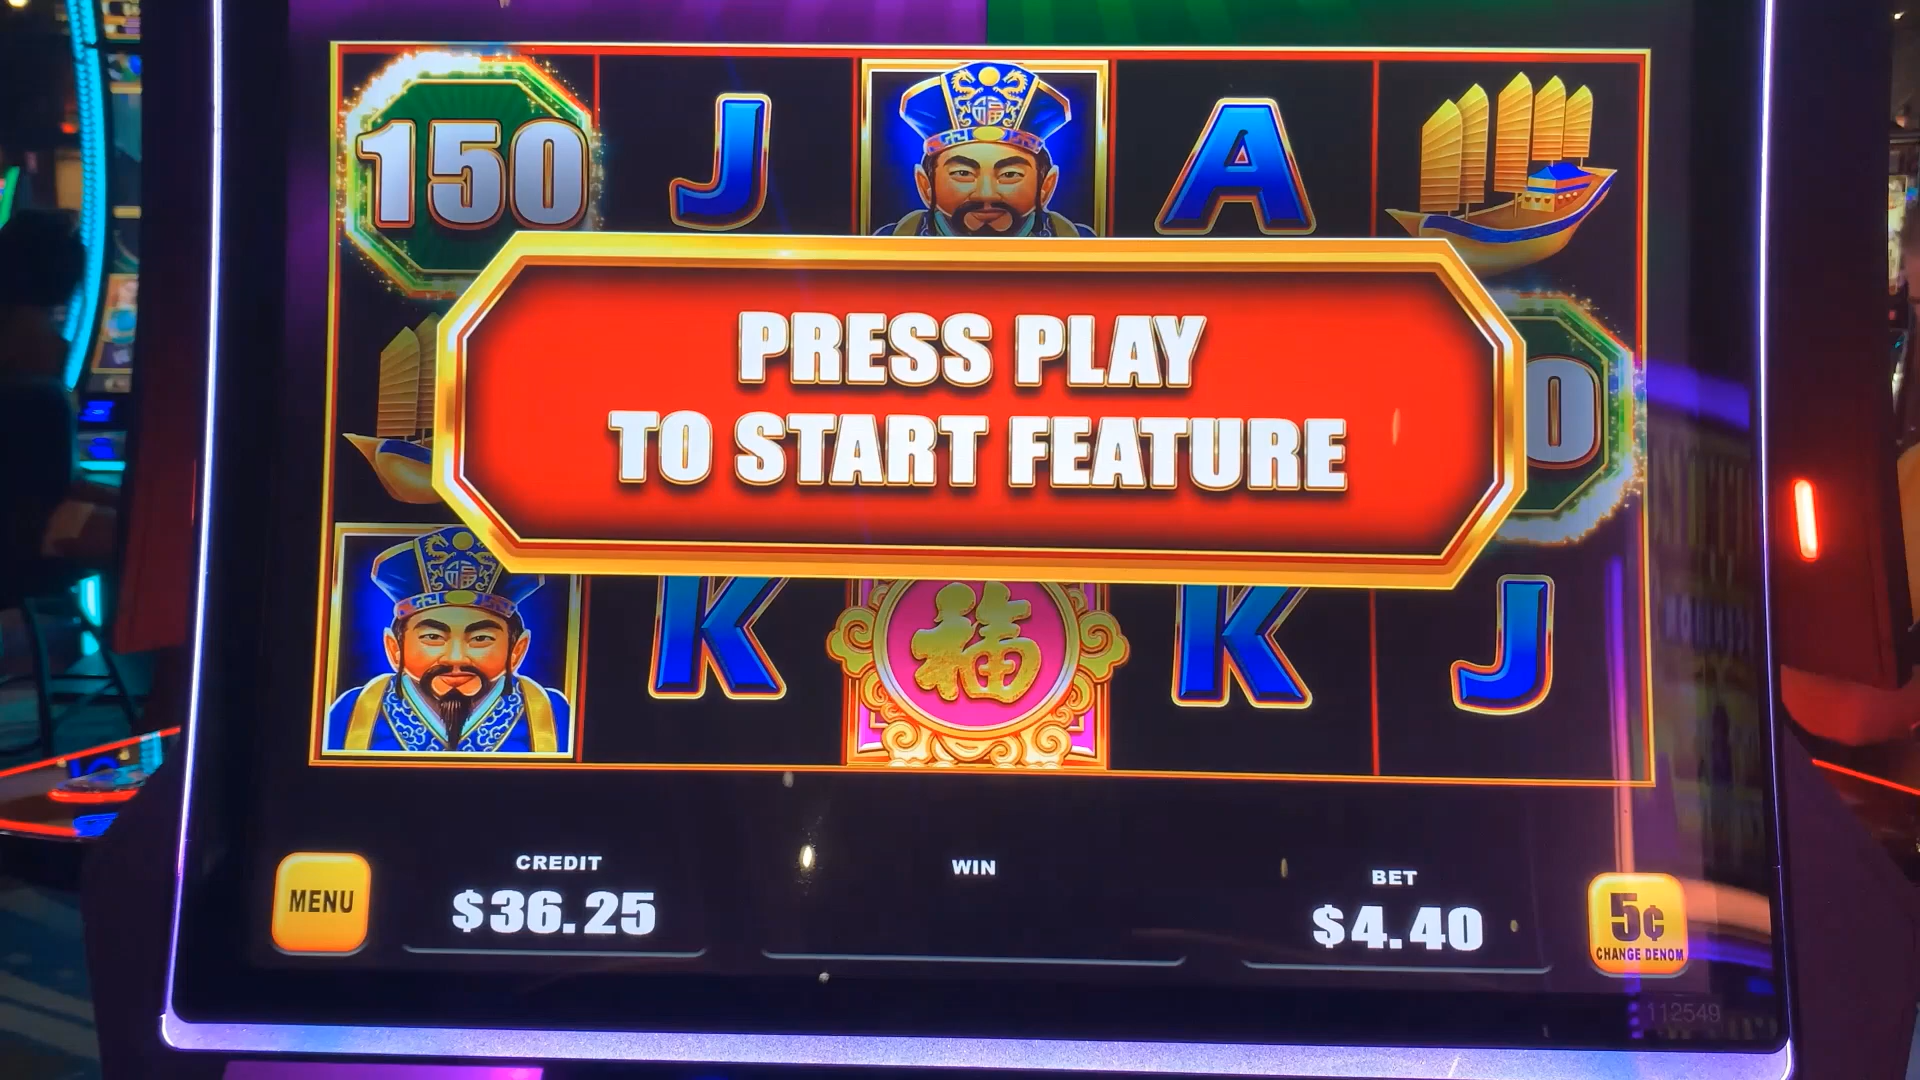 150
J
A
PRESS PLAY
TO START FEATURE
0
K
福
K
J
MENU
CREDIT
$36.25
WIN
BET
$4.40
5¢
CHANGE DENOM
112549